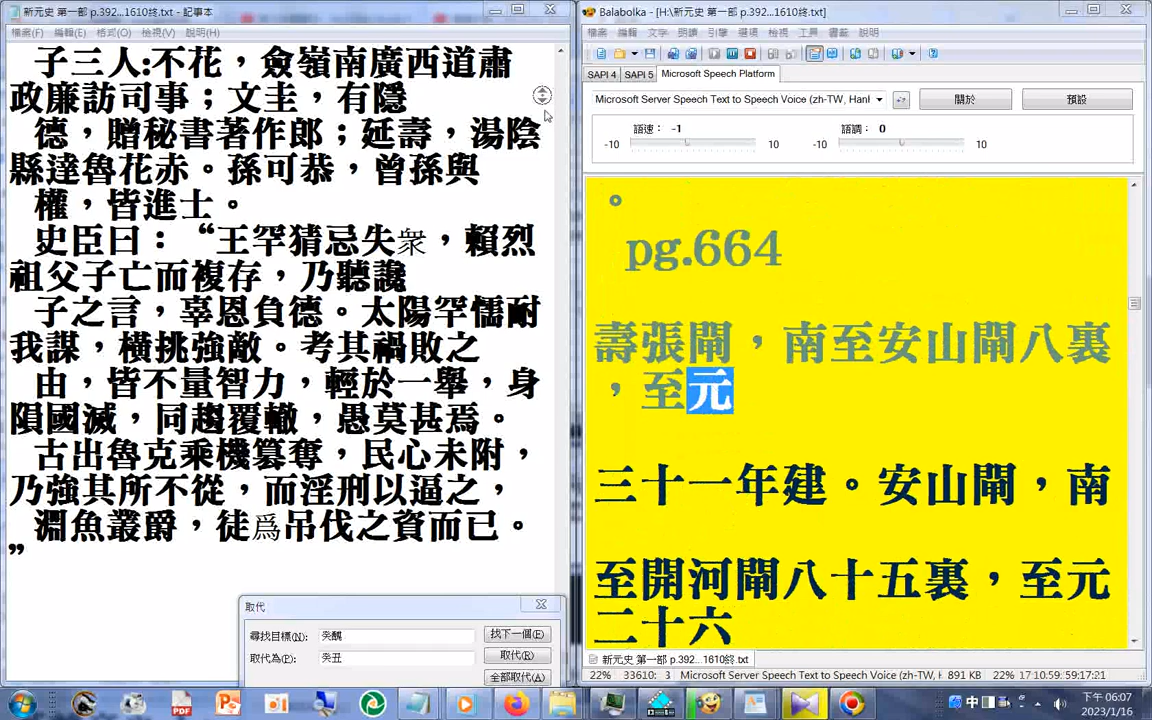 新元史 第一部 p.392...1610終.txt - 記事本
檔案(F) 編輯(E) 格式(O) 檢視(V) 說明(H)
子三人:不花，僉嶺南廣西道肅
政廉訪司事；文圭，有隱
德，贈秘書著作郎；延壽，湯陰
縣達魯花赤。孫可恭，曾孫與
權，皆進士。
史臣曰：“王罕猜忌失衆，賴烈
祖父子亡而複存，乃聽讒
子之言，辜恩負德。太陽罕懦耐
我謀，橫挑強敵。考其禍敗之
由，皆不量智力，輕於一舉，身
隕國滅，同趨覆轍，愚莫甚焉。
古出魯克乘機篡奪，民心未附，
乃強其所不從，而淫刑以逼之，
淵魚叢爵，徒爲吊伐之資而已。
”
取代
尋找目標(N): 癸醜 找下一個(F)
取代為(P): 癸丑 取代(R)
全部取代(A)
Balabolka - [H:\新元史 第一部 p.392...1610終.txt]
檔案 編輯 文字 朗讀 引擎 選項 檢視 工具 書籤 說明
SAPI 4 SAPI 5 Microsoft Speech Platform
Microsoft Server Speech Text to Speech Voice (zh-TW, Hanl 關於 預設
語速： -1 語調： 0
-10 10 -10 10
。
pg.664
壽張閘，南至安山閘八裏
，至元
三十一年建。安山閘，南
至開河閘八十五裏，至元
二十六
新元史 第一部 p.392...1610終.txt
22% 33610: 3 Microsoft Server Speech Text to Speech Voice (zh-TW, H 891 KB 22% 17:10:59:59+17:21
中
下午 06:07
2023/1/16